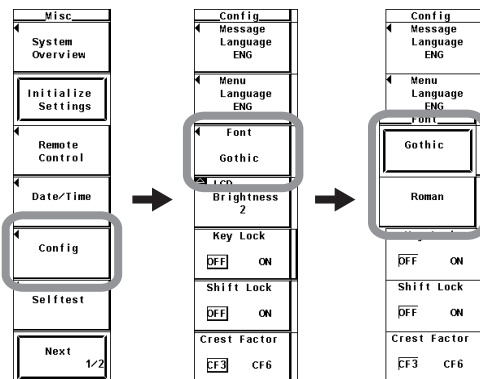 Misc
System
Overview
Initialize
Settings
Remote
Control
Date/Time
Config
Selftest
Next
1/2
Config
Message
Language
ENG
Menu
Language
ENG
Font
Gothic
LCD
Brightness
2
Key Lock
OFF ON
Shift Lock
OFF ON
Crest Factor
CF3 CF6
Config
Message
Language
ENG
Menu
Language
ENG
Font
Gothic
Roman
OFF ON
Shift Lock
OFF ON
Crest Factor
CF3 CF6